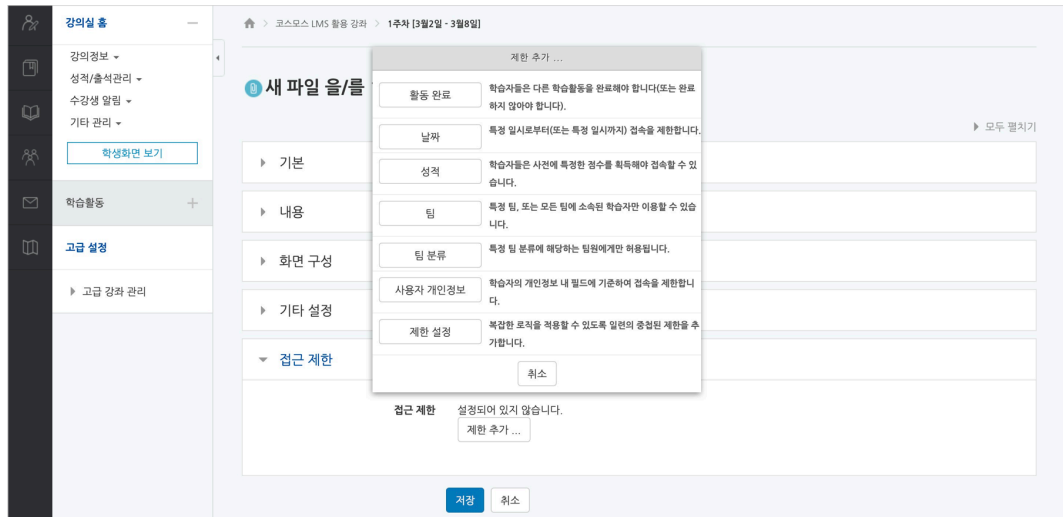 강의실 홈
강의정보
성적/출석관리
수강생 알림
기타 관리
학생화면 보기
학습활동
고급 설정
고급 강좌 관리
코스모스 LMS 활용 강좌 > 1주차 [3월2일 - 3월8일]
새 파일 을/를
모두 펼치기
기본
내용
화면 구성
기타 설정
접근 제한
접근 제한 설정되어 있지 않습니다.
제한 추가 ...
저장 취소
제한 추가 ...
활동 완료 학습자들은 다른 학습활동을 완료해야 합니다(또는 완료
하지 않아야 합니다).
날짜 특정 일시로부터(또는 특정 일시까지) 접속을 제한합니다.
성적 학습자들은 사전에 특정한 점수를 획득해야 접속할 수 있
습니다.
팀 특정 팀, 또는 모든 팀에 소속된 학습자만 이용할 수 있습
니다.
팀 분류 특정 팀 분류에 해당하는 팀원에게만 허용됩니다.
사용자 개인정보 학습자의 개인정보 내 필드에 기준하여 접속을 제한합니
다.
제한 설정 복잡한 로직을 적용할 수 있도록 일련의 중첩된 제한을 추
가합니다.
취소